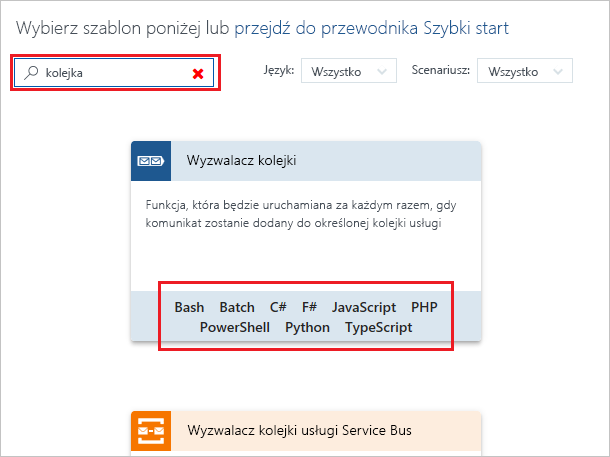 Wybierz szablon poniżej lub przejdź do przewodnika Szybki start
kolejka
Język: Wszystko Scenariusz: Wszystko
Wyzwalacz kolejki
Funkcja, która będzie uruchamiana za każdym razem, gdy
komunikat zostanie dodany do określonej kolejki usługi
Bash Batch C# F# JavaScript PHP
PowerShell Python TypeScript
Wyzwalacz kolejki usługi Service Bus